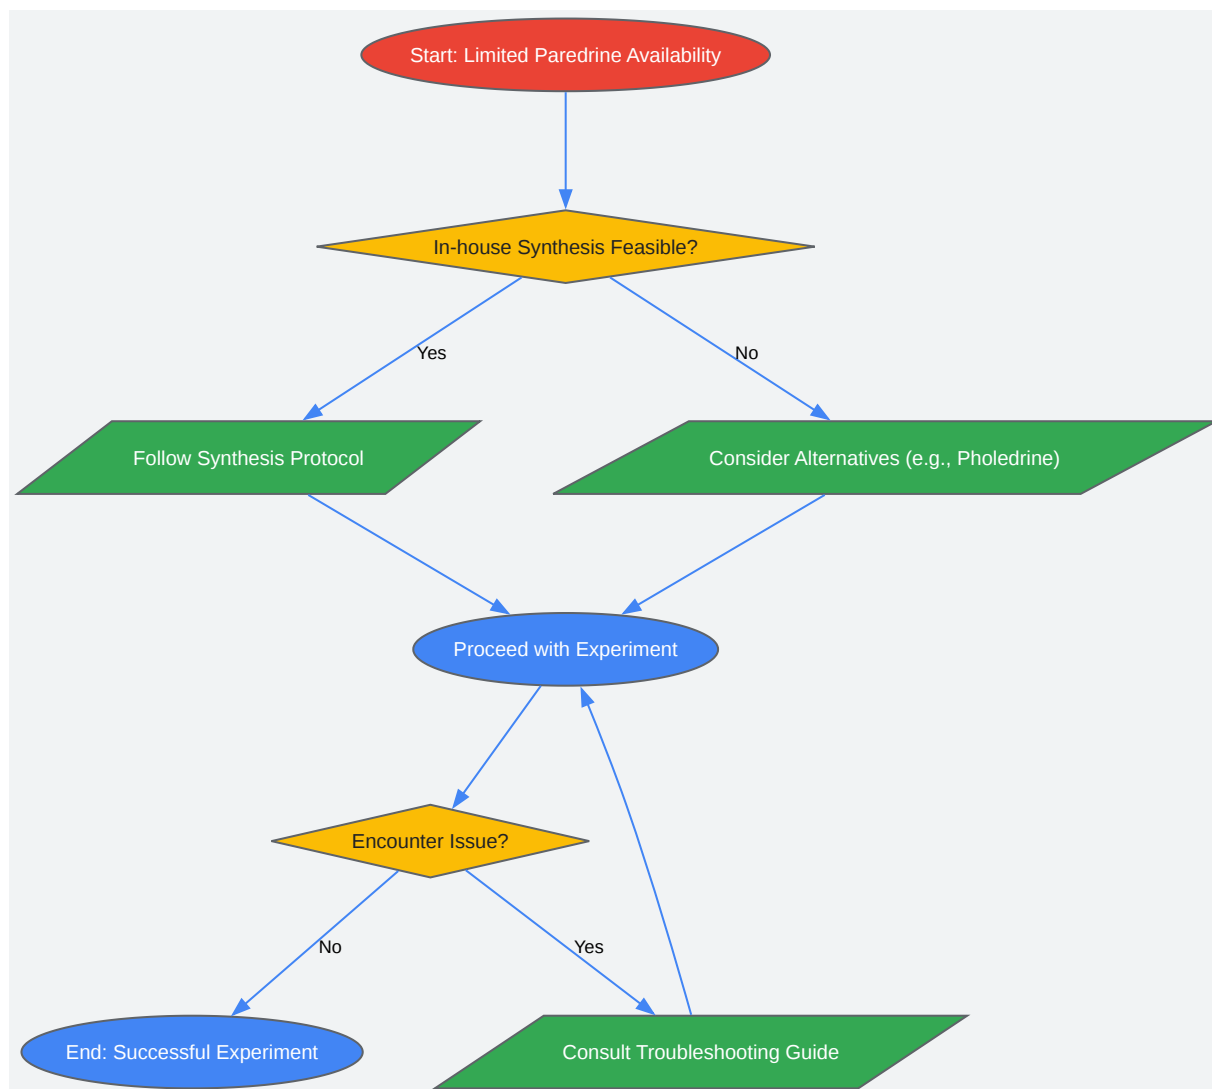 Start: Limited Paredrine Availability
In-house Synthesis Feasible?
Yes
No
Follow Synthesis Protocol
Consider Alternatives (e.g., Pholedrine)
Proceed with Experiment
Encounter Issue?
No
Yes
End: Successful Experiment
Consult Troubleshooting Guide